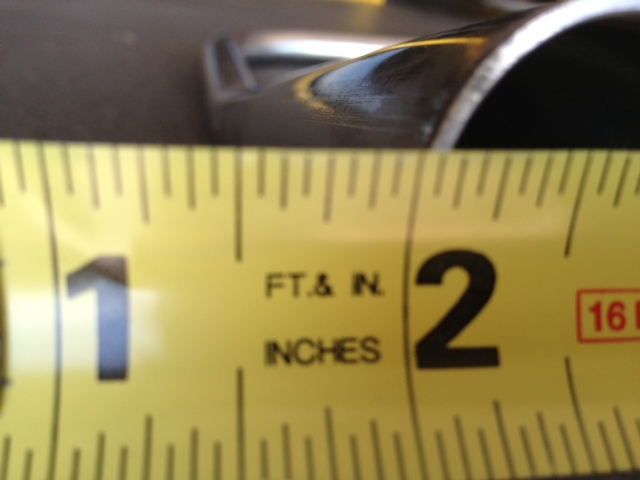 1 FT.& IN. 2
INCHES
16